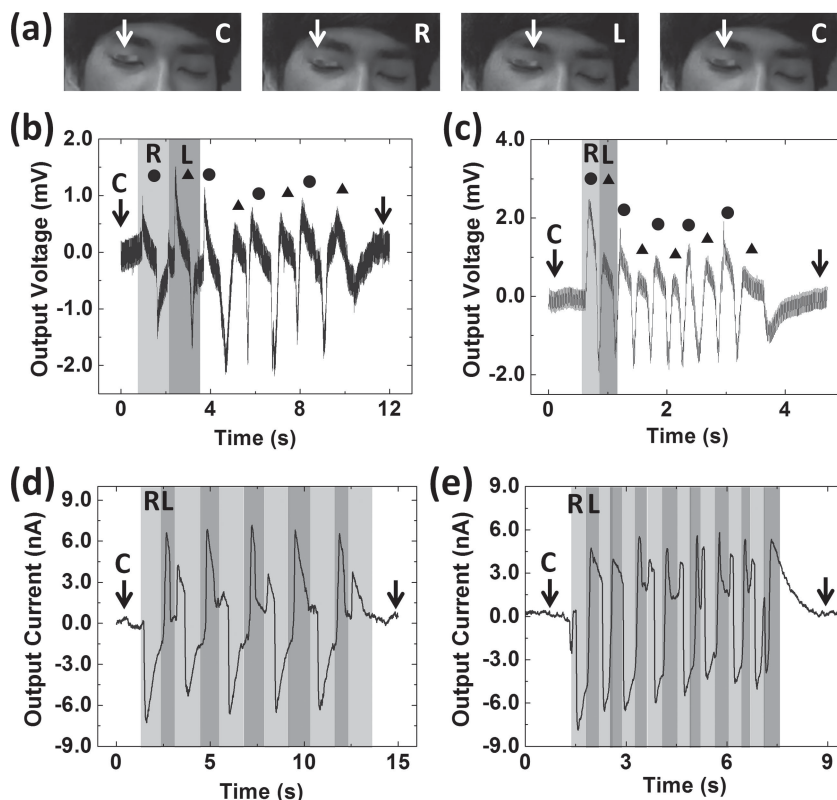 (a) C R L C
(b)
2.0
1.0
0.0
-1.0
-2.0
Output Voltage (mV)
C
R L
0 4 8 12
Time (s)
(c)
4.0
2.0
0.0
-2.0
Output Voltage (mV)
C
R L
0 2 4
Time (s)
(d)
9.0
6.0
3.0
0.0
-3.0
-6.0
-9.0
Output Current (nA)
C
RL
0 5 10 15
Time (s)
(e)
9.0
6.0
3.0
0.0
-3.0
-6.0
-9.0
Output Current (nA)
C
R L
0 3 6 9
Time (s)